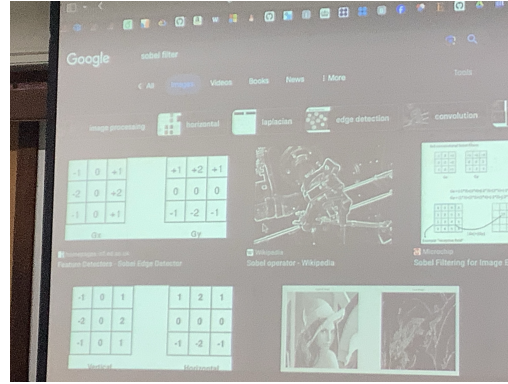 Google sobel filter
All Images Videos Books News More Tools
image processing horizontal laplacian edge detection convolution
-1 0 +1 +1 +2 +1
-2 0 +2 0 0 0
-1 0 +1 -1 -2 -1
Gx Gy
Feature Detectors - Sobel Edge Detector
Wikipedia
Sobel operator - Wikipedia
Sobel Filtering for Image E
-1 0 1 1 2 1
-2 0 2 0 0 0
-1 0 1 -1 -2 -1
Vertical Horizontal